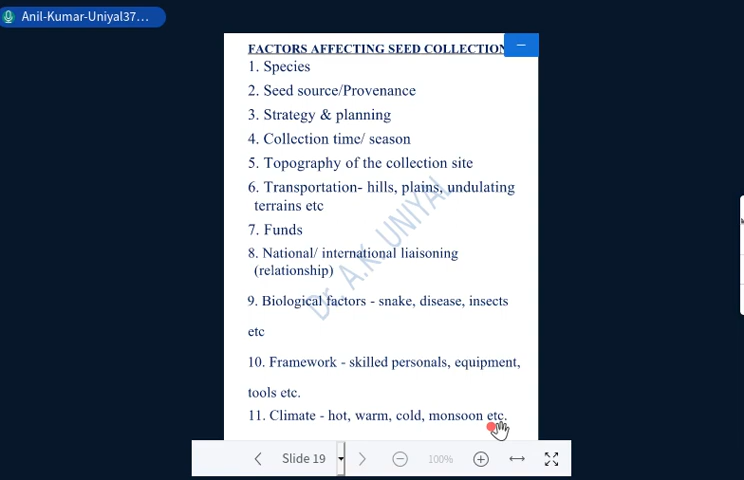 Anil-Kumar-Uniyal37...
FACTORS AFFECTING SEED COLLECTION
1. Species
2. Seed source/Provenance
3. Strategy & planning
4. Collection time/ season
5. Topography of the collection site
6. Transportation- hills, plains, undulating
terrains etc
7. Funds
8. National/ international liaisoning
(relationship)
9. Biological factors - snake, disease, insects
etc
10. Framework - skilled personals, equipment,
tools etc.
11. Climate - hot, warm, cold, monsoon etc.
Dr. A.K UNIYAL
Slide 19
100%